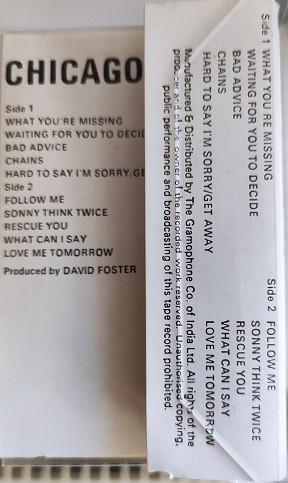 CHICAGO
Side 1
WHAT YOU'RE MISSING
WAITING FOR YOU TO DECI
BAD ADVICE
CHAINS
HARD TO SAY I'M SORRY.GE
Side 2
FOLLOW ME
SONNY THINK TWICE
RESCUE YOU
WHAT CAN I SAY
LOVE ME TOMORROW
Produced by DAVID FOSTER
Side 1 WHAT YOU'RE MISSING
WAITING FOR YOU TO DECIDE
BAD ADVICE
CHAINS
HARD TO SAY I'M SORRY/GET AWAY
Side 2 FOLLOW ME
SONNY THINK TWICE
RESCUE YOU
WHAT CAN I SAY
LOVE ME TOMORROW
Manufactured & Distributed by The Gramophone Co. of India Ltd. All rights of the
producer and of the owner of the recorded work reserved. Unauthorised copying,
public performance and broadcasting of this tape record prohibited.